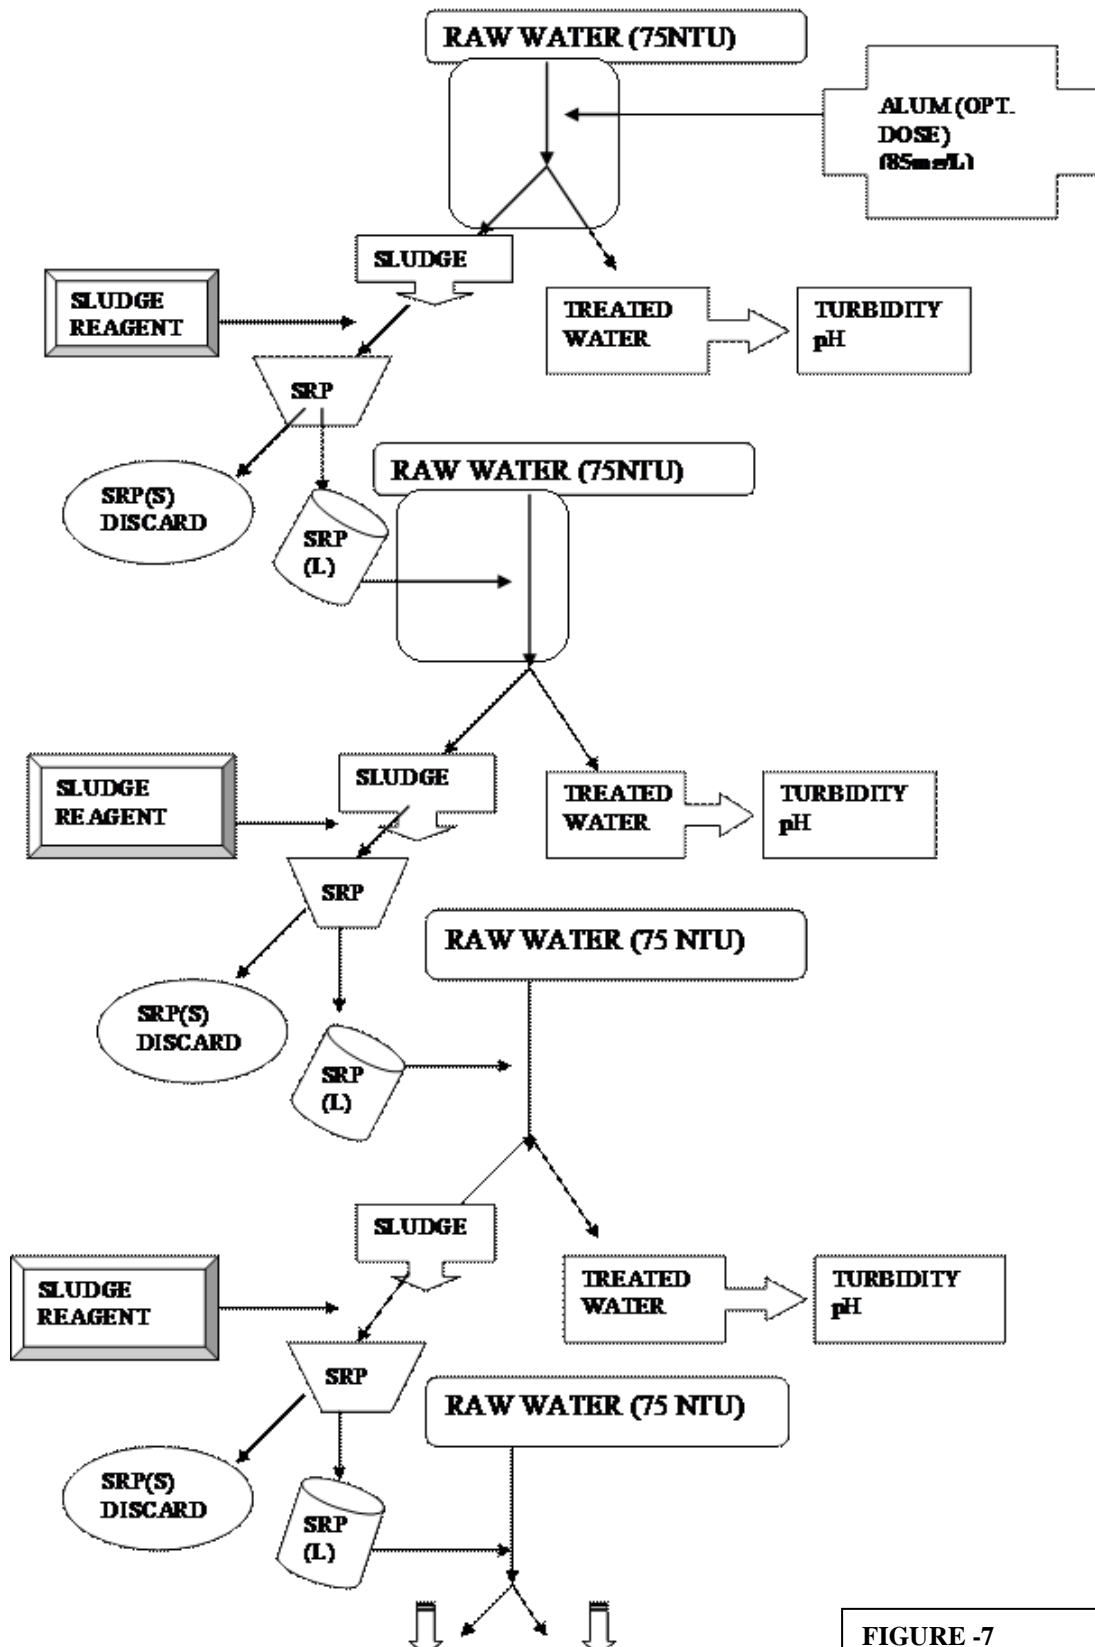 RAW WATER (75NTU)
ALUM (OPT.
DOSE)
(85mg/L)
SLUDGE
SLUDGE
REAGENT
TREATED
WATER
TURBIDITY
pH
SRP
SRP(S)
DISCARD
SRP
(L)
RAW WATER (75NTU)
SLUDGE
SLUDGE
REAGENT
TREATED
WATER
TURBIDITY
pH
SRP
RAW WATER (75 NTU)
SRP(S)
DISCARD
SRP
(L)
SLUDGE
SLUDGE
REAGENT
TREATED
WATER
TURBIDITY
pH
SRP
RAW WATER (75 NTU)
SRP(S)
DISCARD
SRP
(L)
FIGURE -7